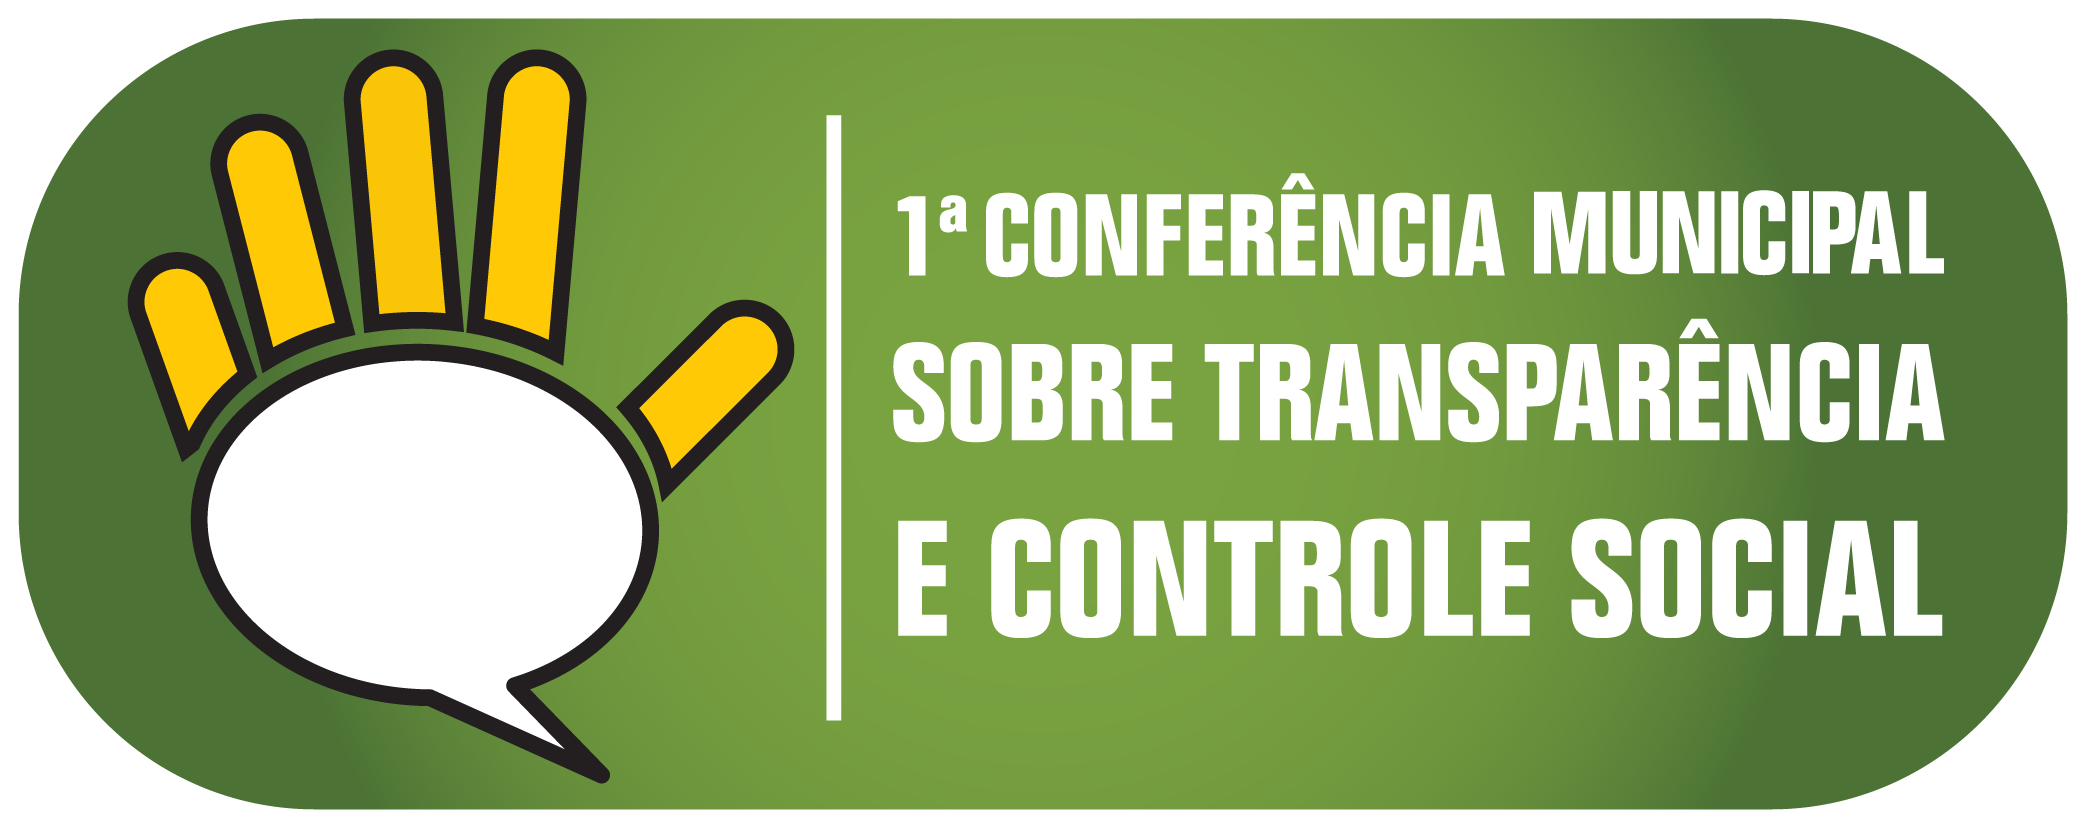 1ª CONFERÊNCIA MUNICIPAL
SOBRE TRANSPARÊNCIA
E CONTROLE SOCIAL